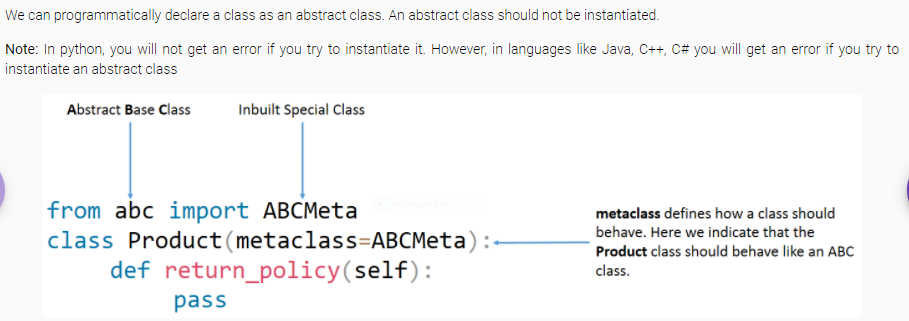 We can programmatically declare a class as an abstract class. An abstract class should not be instantiated.
Note: In python, you will not get an error if you try to instantiate it. However, in languages like Java, C++, C# you will get an error if you try to
instantiate an abstract class
Abstract Base Class Inbuilt Special Class
from abc import ABCMeta
class Product(metaclass=ABCMeta):
def return_policy(self):
pass
metaclass defines how a class should
behave. Here we indicate that the
Product class should behave like an ABC
class.